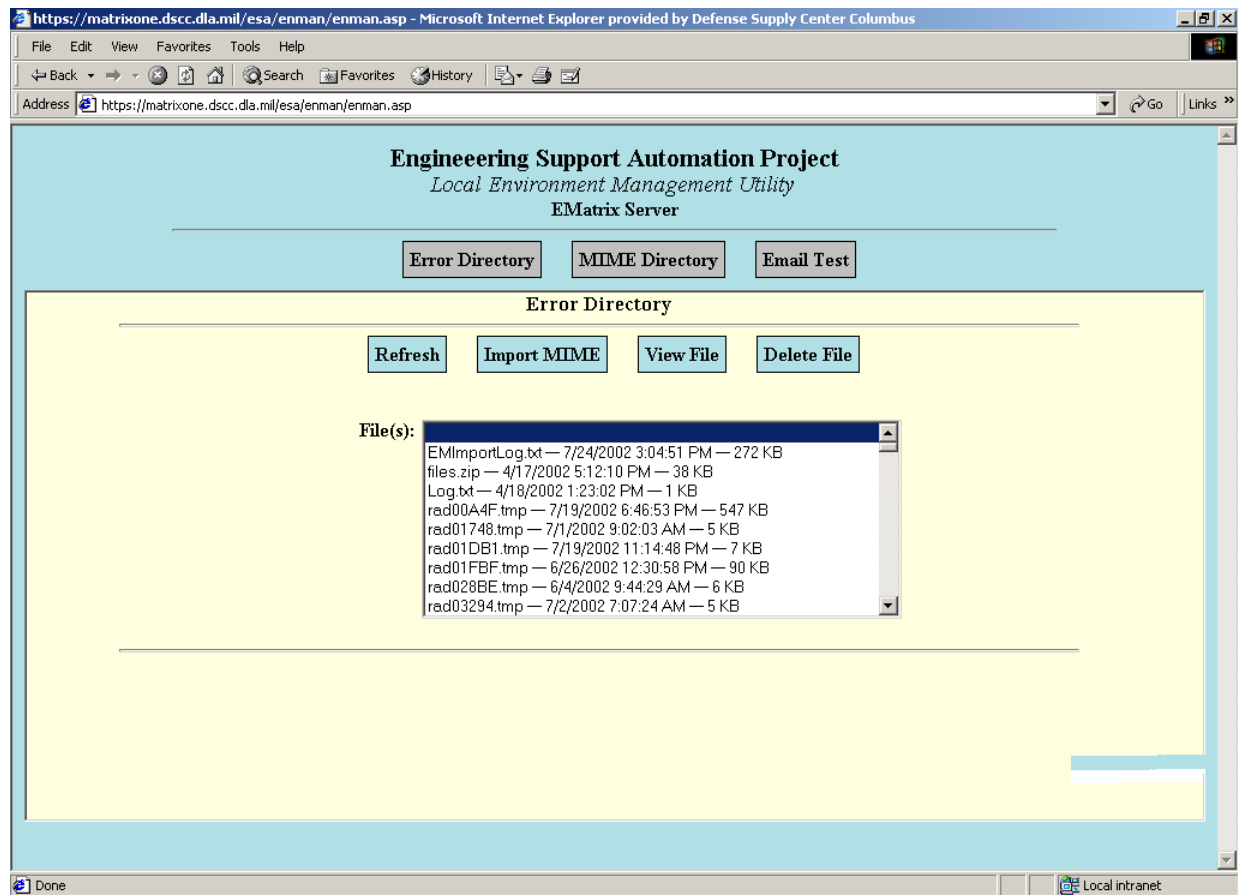 https://matrixone.dscc.dla.mil/esa/enman/enman.asp - Microsoft Internet Explorer provided by Defense Supply Center Columbus
File Edit View Favorites Tools Help
Back Search Favorites History
Address https://matrixone.dscc.dla.mil/esa/enman/enman.asp Go Links »
Engineeering Support Automation Project
Local Environment Management Utility
EMatrix Server
Error Directory MIME Directory Email Test
Error Directory
Refresh Import MIME View File Delete File
File(s):
EMImportLog.txt — 7/24/2002 3:04:51 PM — 272 KB
files.zip — 4/17/2002 5:12:10 PM — 38 KB
Log.txt — 4/18/2002 1:23:02 PM — 1 KB
rad00A4F.tmp — 7/19/2002 6:46:53 PM — 547 KB
rad01748.tmp — 7/1/2002 9:02:03 AM — 5 KB
rad01DB1.tmp — 7/19/2002 11:14:48 PM — 7 KB
rad01FBF.tmp — 6/26/2002 12:30:58 PM — 90 KB
rad028BE.tmp — 6/4/2002 9:44:29 AM — 6 KB
rad03294.tmp — 7/2/2002 7:07:24 AM — 5 KB
Done Local intranet